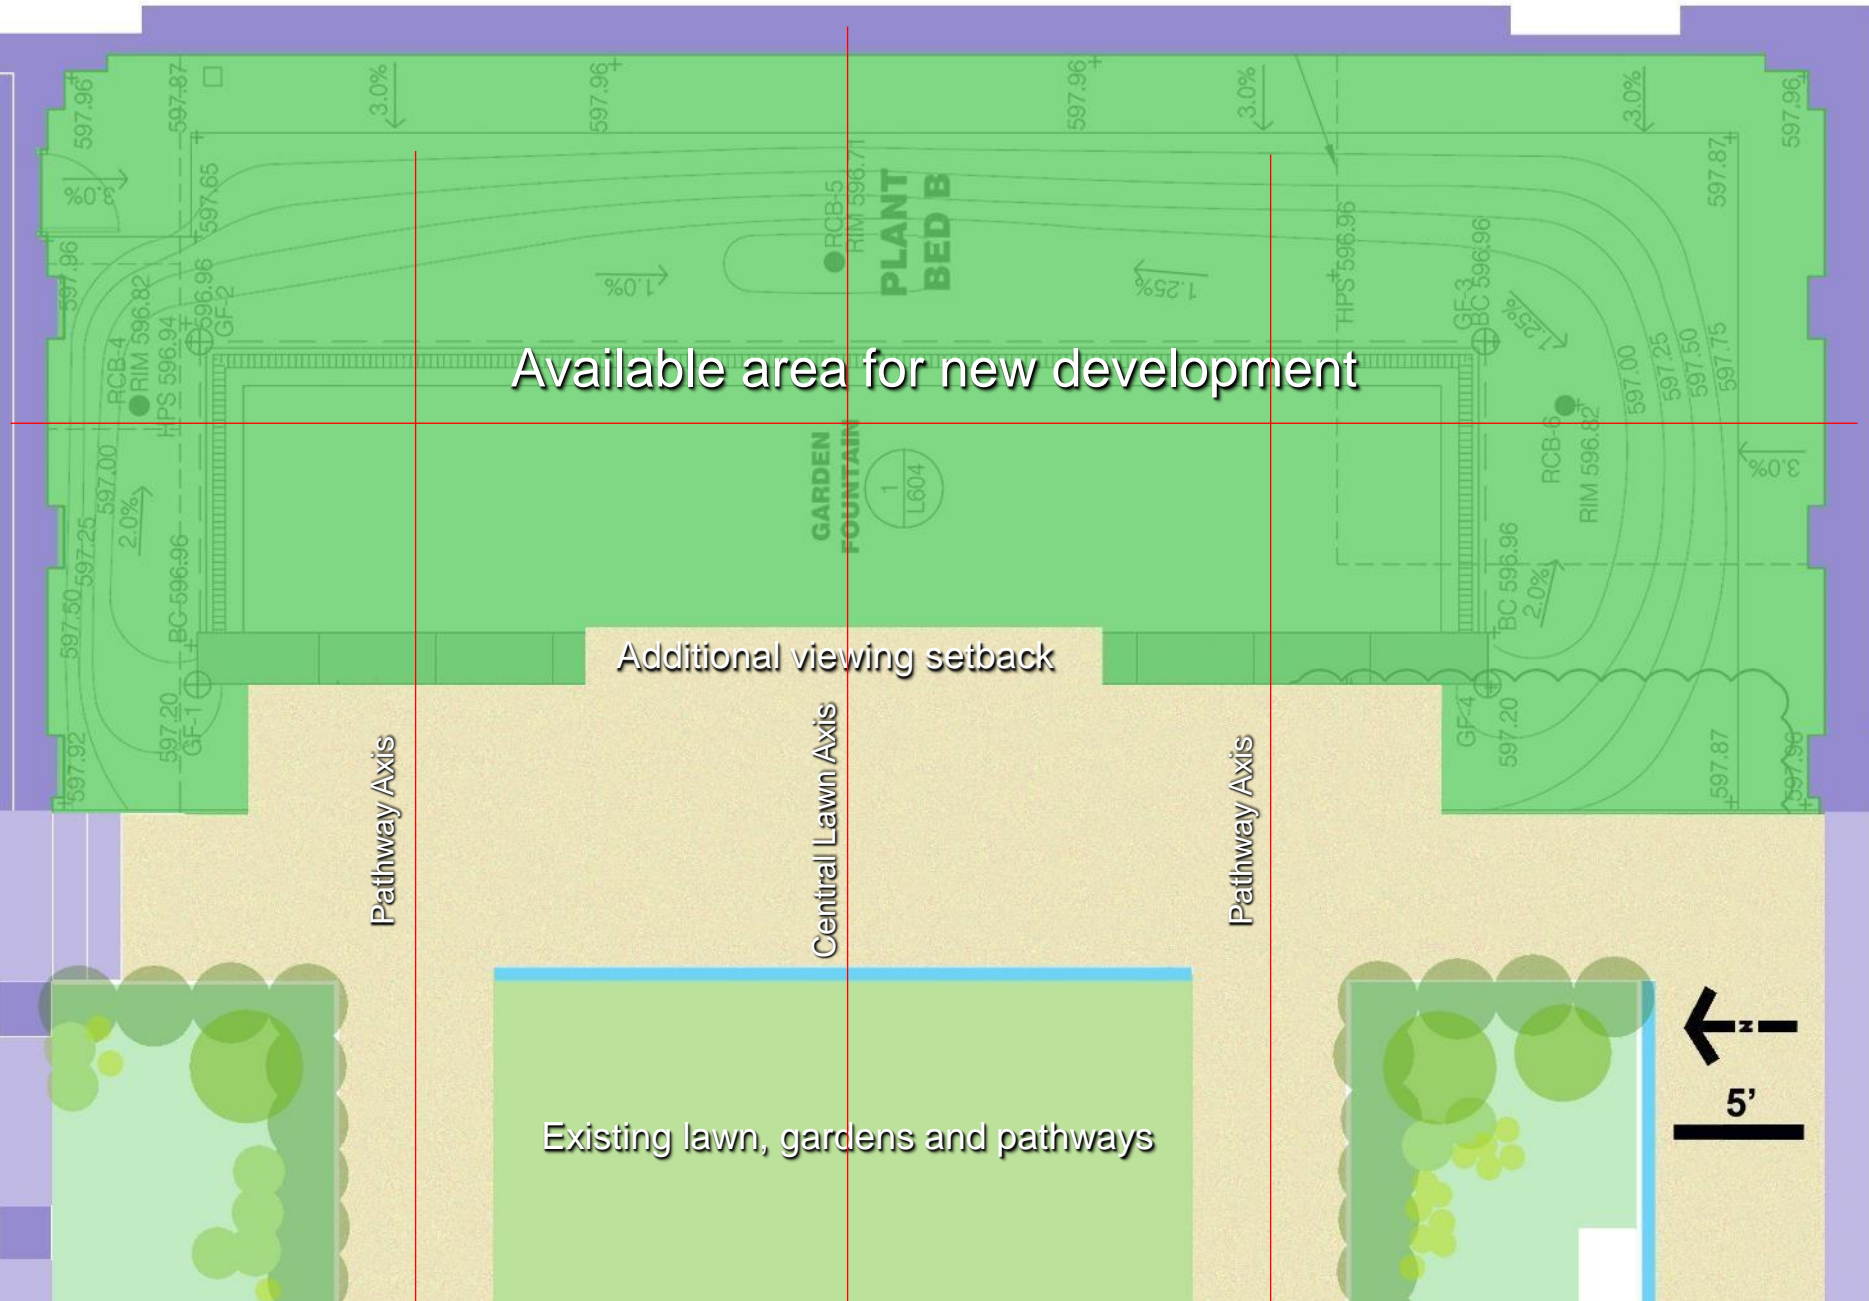 597.96
597.87
3.0%
597.96
597.96
3.0%
3.0%
597.96
3.0%
597.65
RCB-5
RIM 596.71
PLANT
BED B
597.87
597.96
RCB-4
RIM 596.82
HPS 596.94
596.96
GF-2
1.0%
1.25%
HPS 596.96
GF-3
BC 596.96
1.25%
597.00
597.25
597.50
597.75
Available area for new development
GARDEN
FOUNTAIN
1
L604
RCB-6
RIM 596.82
3.0%
597.00
2.0%
597.25
597.50
BC 596.96
BC 596.96
2.0%
Additional viewing setback
597.92
597.20
GF-1
GF-4
597.20
597.87
597.96
Pathway Axis
Central Lawn Axis
Pathway Axis
N
5’
Existing lawn, gardens and pathways